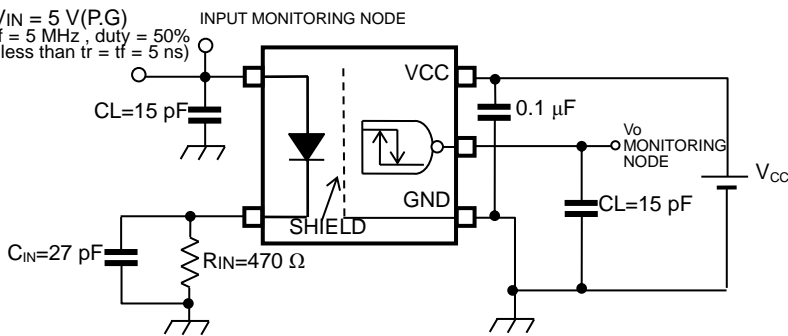 VIN = 5 V(P.G)
f = 5 MHz , duty = 50%
less than tr = tf = 5 ns)
INPUT MONITORING NODE
VCC
CL=15 pF
0.1 μF
Vo
MONITORING
NODE
VCC
GND
SHIELD
CL=15 pF
CIN=27 pF
RIN=470 Ω